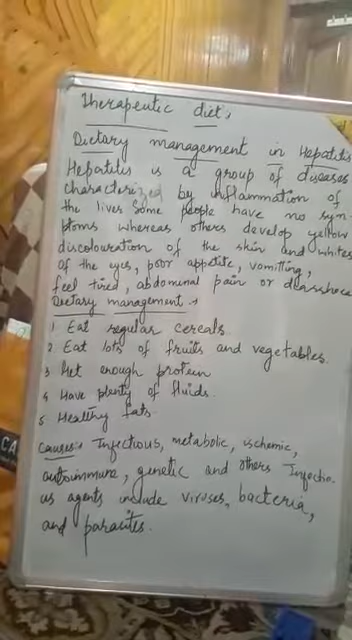 Therapeutic diet :
Dietary management in Hepatitis
Hepatitis is a group of diseases
characterized by inflammation of
the lives Some people have no sym-
ptoms whereas others develop yellow
discolouration of the skin and whites
of the eyes, poor appetite, vomitting,
feel tired, abdominal pain or diarrhoea
Dietary management :
1 Eat regular cereals.
2 Eat lots of fruits and vegetables.
3 Get enough protein
4 Have plenty of fluids.
5 Healthy fats.
Causes : Infectious, metabolic, ischemic,
autoimmune, genetic and others Infectio-
us agents include viruses, bacteria,
and parasites.
CA